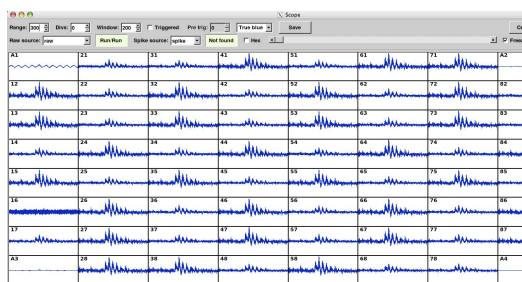 X Scope
Range: 300 Divs: 0 Window: 200 Triggered Pre trig: 0 True blue Save
Raw source: raw Run/Run Spike source: spike Not found Hex Freez
A1 21 31 41 51 61 71 A2
12 22 32 42 52 62 72 82
13 23 33 43 53 63 73 83
14 24 34 44 54 64 74 84
15 25 35 45 55 65 75 85
16 26 36 46 56 66 76 86
17 27 37 47 57 67 77 87
A3 28 38 48 58 68 78 A4